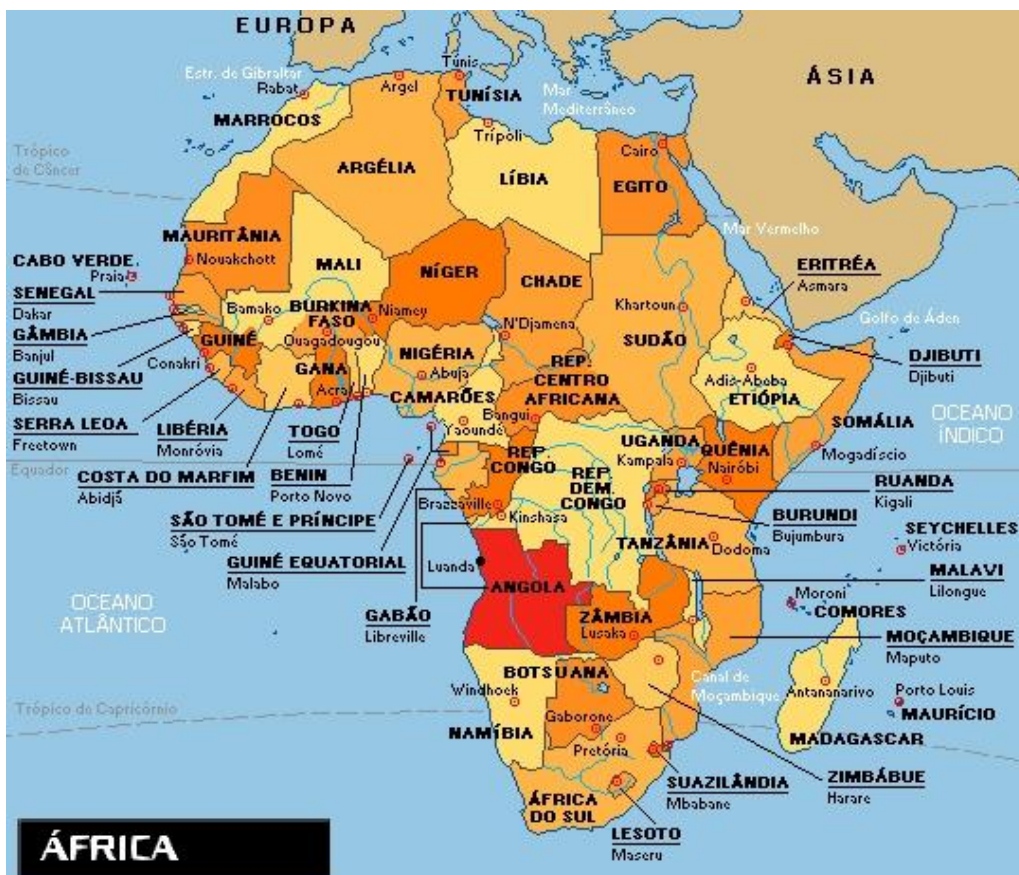 EUROPA
ÁSIA
Estr. de Gibraltar
Rabat
Argel
Túnis
TUNÍSIA
Mar
Mediterrâneo
MARROCOS
Trípoli
Trópico
de Câncer
ARGÉLIA
LÍBIA
Cairo
EGITO
Mar Vermelho
MAURITÂNIA
Nouakchott
CABO VERDE.
Praia
MALI
NÍGER
CHADE
ERITRÉA
Asmara
SENEGAL
Dakar
Bamako
BURKINA
FASO
Niamey
Khartoun
Golfo de Áden
GÂMBIA
Banjul
GUINÉ
Ouagadougou
N'Djamena
SUDÃO
DJIBUTI
Djibuti
GUINÉ-BISSAU
Bissau
Conakri
GANA
Acra
NIGÉRIA
Abuja
REP.
CENTRO
AFRICANA
Adis-Abeba
ETIÓPIA
SERRA LEOA
Freetown
LIBÉRIA
Monróvia
TOGO
Lomé
CAMARÕES
Yaoundé
Bangui
SOMÁLIA
OCEANO
ÍNDICO
Equador
COSTA DO MARFIM
Abidjã
BENIN
Porto Novo
REP.
CONGO
UGANDA
Kampala
QUÊNIA
Nairóbi
Mogadíscio
REP.
DEM.
CONGO
RUANDA
Kigali
SÃO TOMÉ E PRÍNCIPE
São Tomé
Brazzaville
Kinshasa
BURUNDI
Bujumbura
SEYCHELLES
Victória
GUINÉ EQUATORIAL
Malabo
TANZÂNIA
Dodoma
Luanda
ANGOLA
MALAVI
Lilongue
OCEANO
ATLÂNTICO
GABÃO
Libreville
ZÂMBIA
Lusaka
Moroni
COMORES
MOÇAMBIQUE
Maputo
BOTSUANA
Canal de
Moçambique
Windhoek
Antananarivo
Porto Louis
MAURÍCIO
Trópico de Capricórnio
NAMÍBIA
Gaborone
Pretória
MADAGASCAR
SUAZILÂNDIA
Mbabane
ZIMBÁBUE
Harare
ÁFRICA
DO SUL
LESOTO
Maseru
ÁFRICA